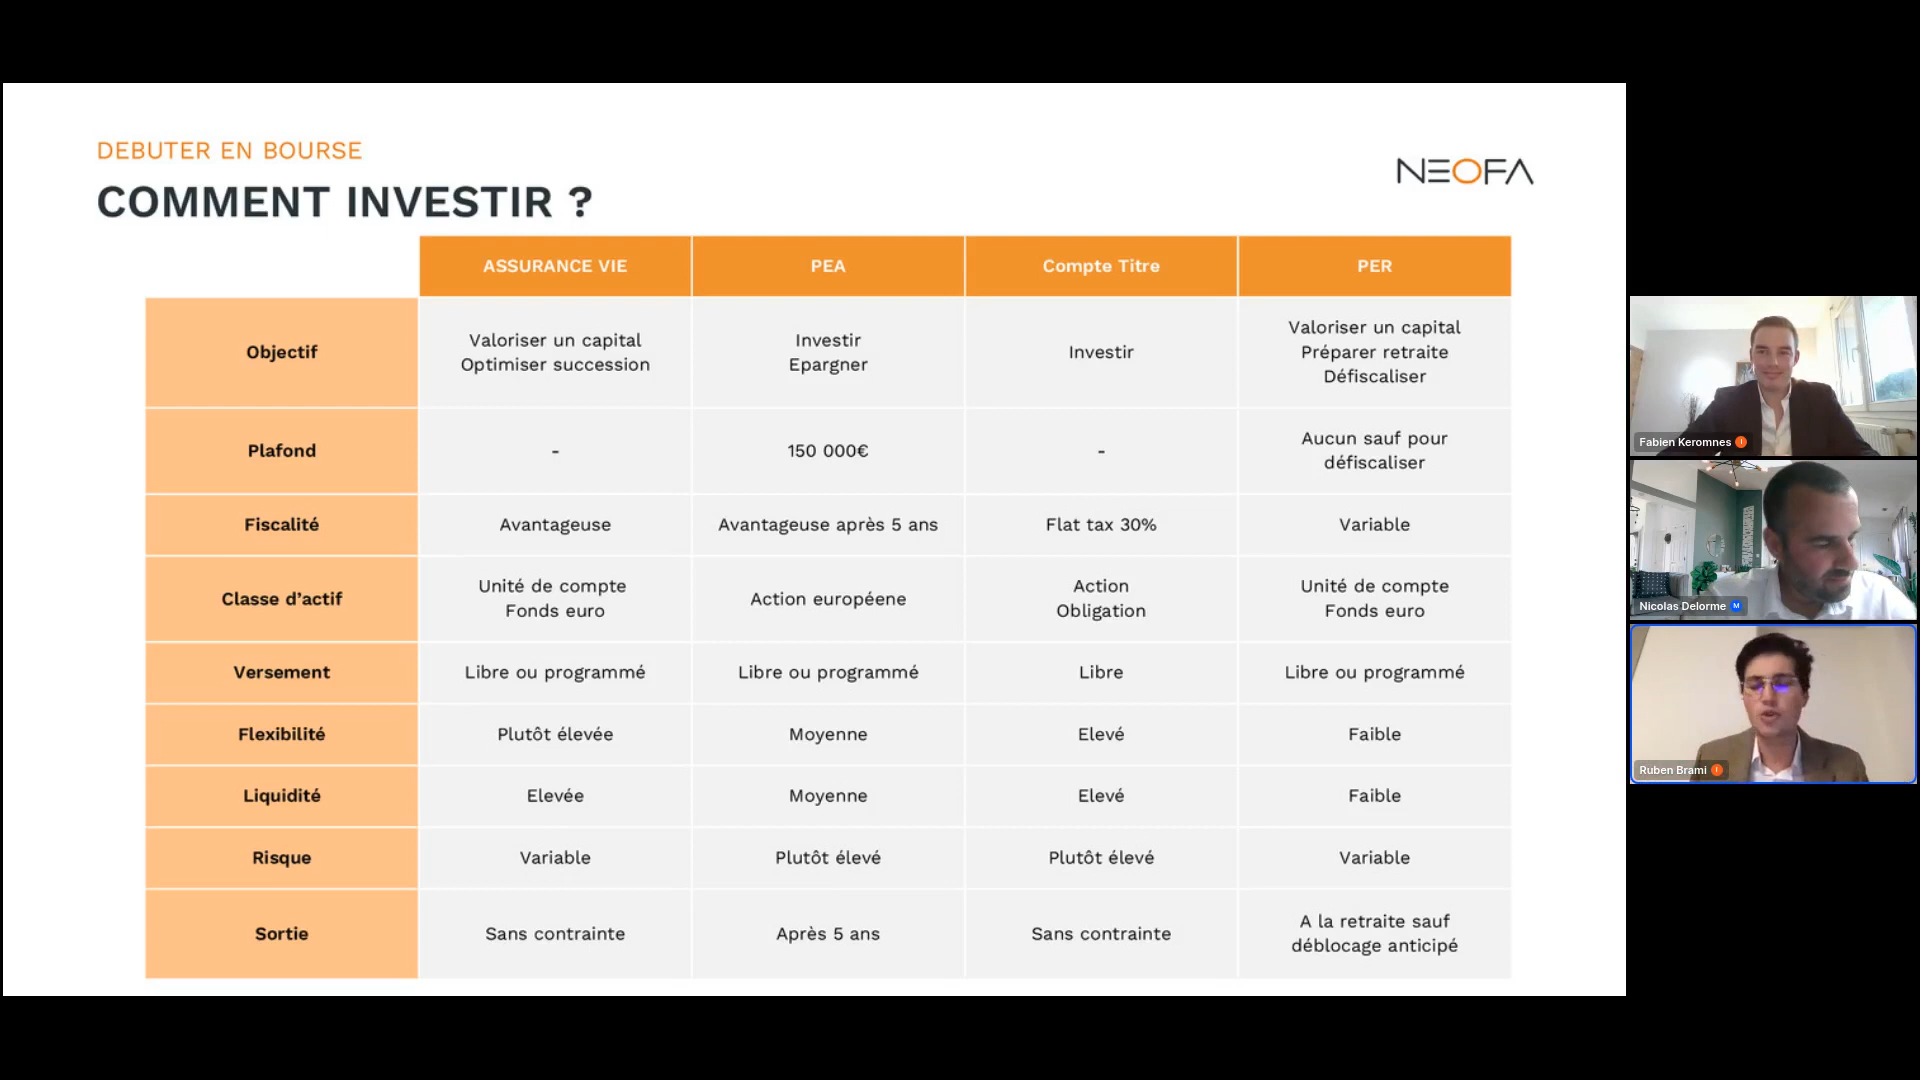 DEBUTER EN BOURSE
COMMENT INVESTIR ?
NEOFA
ASSURANCE VIE
PEA
Compte Titre
PER
Objectif
Valoriser un capital
Optimiser succession
Investir
Epargner
Investir
Valoriser un capital
Préparer retraite
Défiscaliser
Plafond
-
150 000€
-
Aucun sauf pour
défiscaliser
Fiscalité
Avantageuse
Avantageuse après 5 ans
Flat tax 30%
Variable
Classe d’actif
Unité de compte
Fonds euro
Action européene
Action
Obligation
Unité de compte
Fonds euro
Versement
Libre ou programmé
Libre ou programmé
Libre
Libre ou programmé
Flexibilité
Plutôt élevée
Moyenne
Elevé
Faible
Liquidité
Elevée
Moyenne
Elevé
Faible
Risque
Variable
Plutôt élevé
Plutôt élevé
Variable
Sortie
Sans contrainte
Après 5 ans
Sans contrainte
A la retraite sauf
déblocage anticipé
Fabien Keromnes
Nicolas Delorme M
Ruben Brami